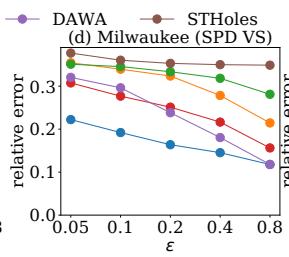 DAWA STHoles
(d) Milwaukee (SPD VS)
relative error
0.3
0.2
0.1
0.0
0.05 0.1 0.2 0.4 0.8
ε
relative error